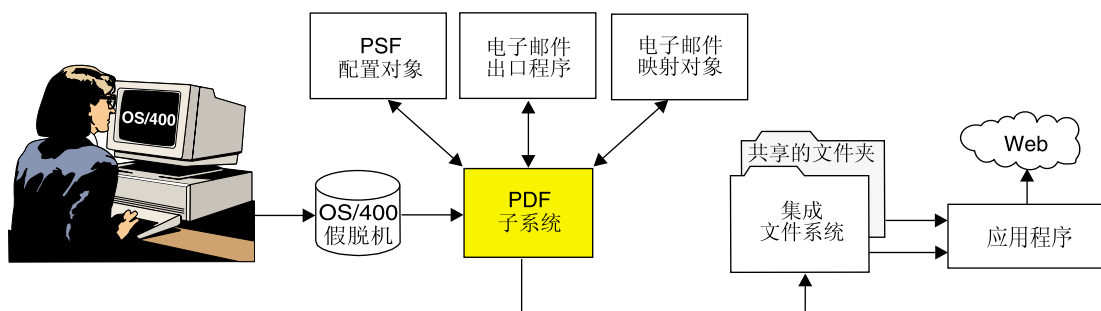 PSF
配置对象
电子邮件
出口程序
电子邮件
映射对象
OS/400
OS/400
假脱机
PDF
子系统
共享的文件夹
集成
文件系统
Web
应用程序